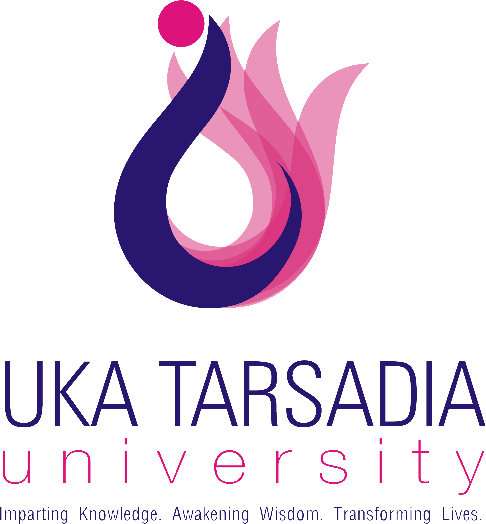 UKA TARSADIA
university
Imparting Knowledge. Awakening Wisdom. Transforming Lives.